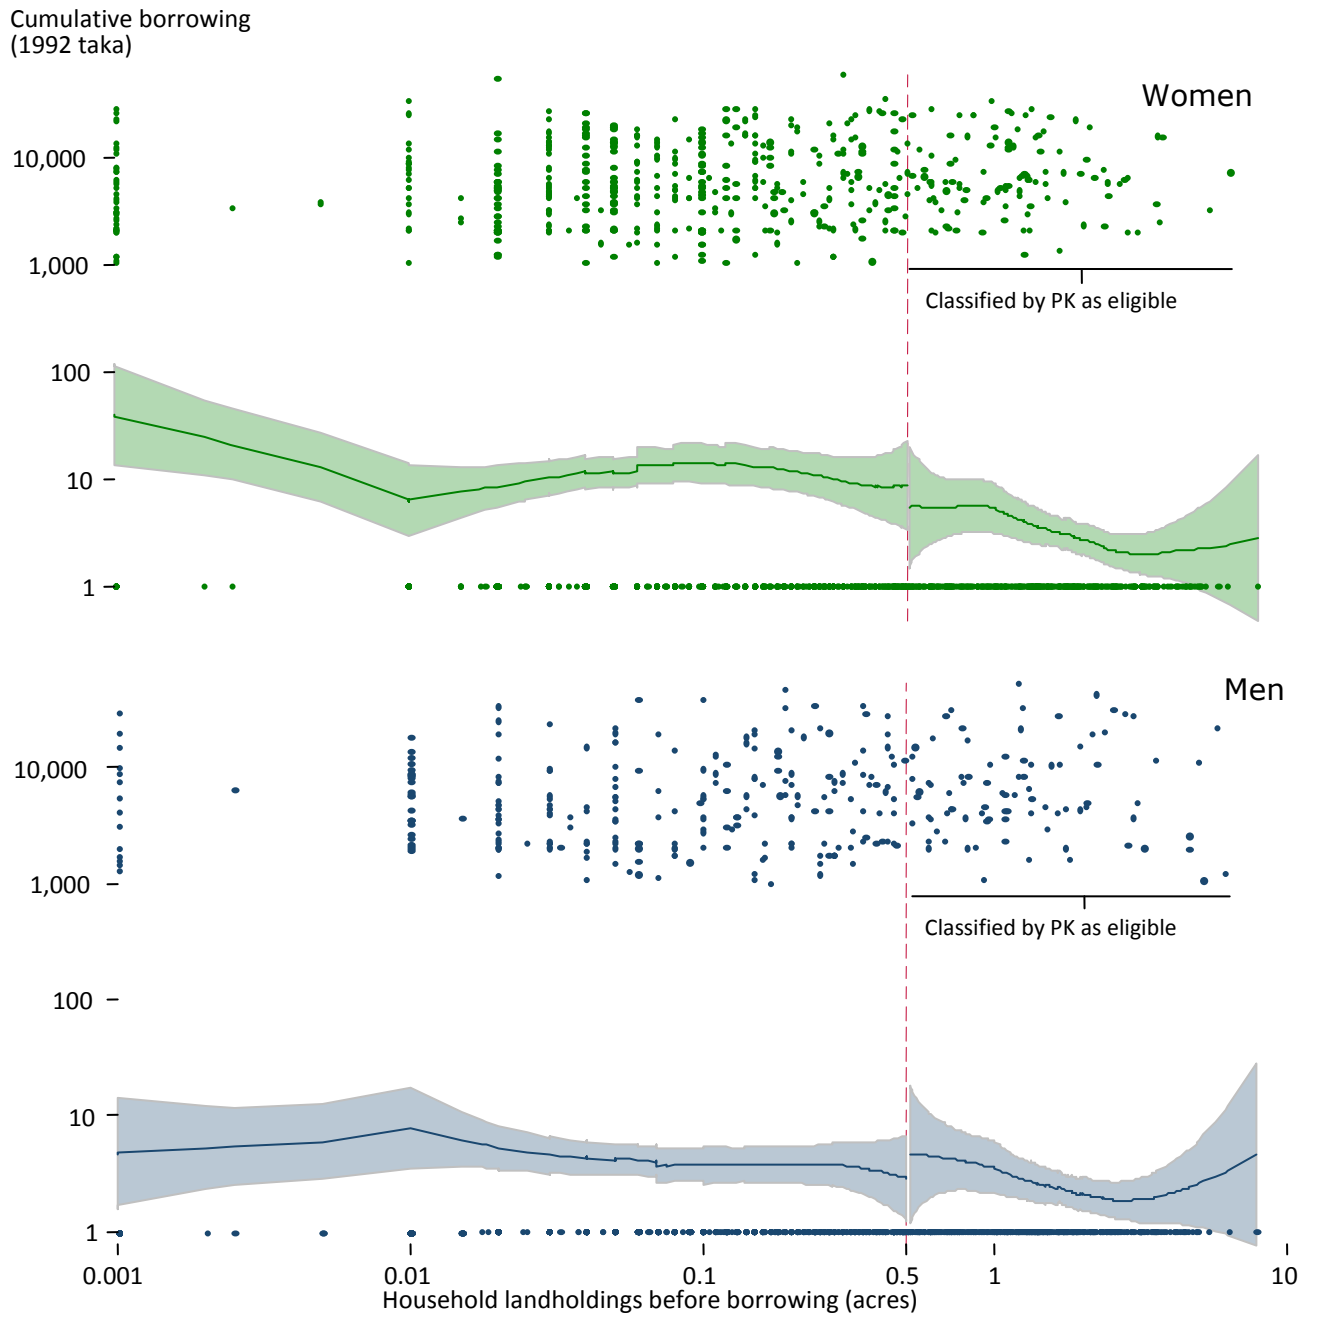 Cumulative borrowing
(1992 taka)
Women
10,000
1,000
Classified by PK as eligible
100
10
1
Men
10,000
1,000
Classified by PK as eligible
100
10
1
0.001 0.01 0.1 0.5 1 10
Household landholdings before borrowing (acres)